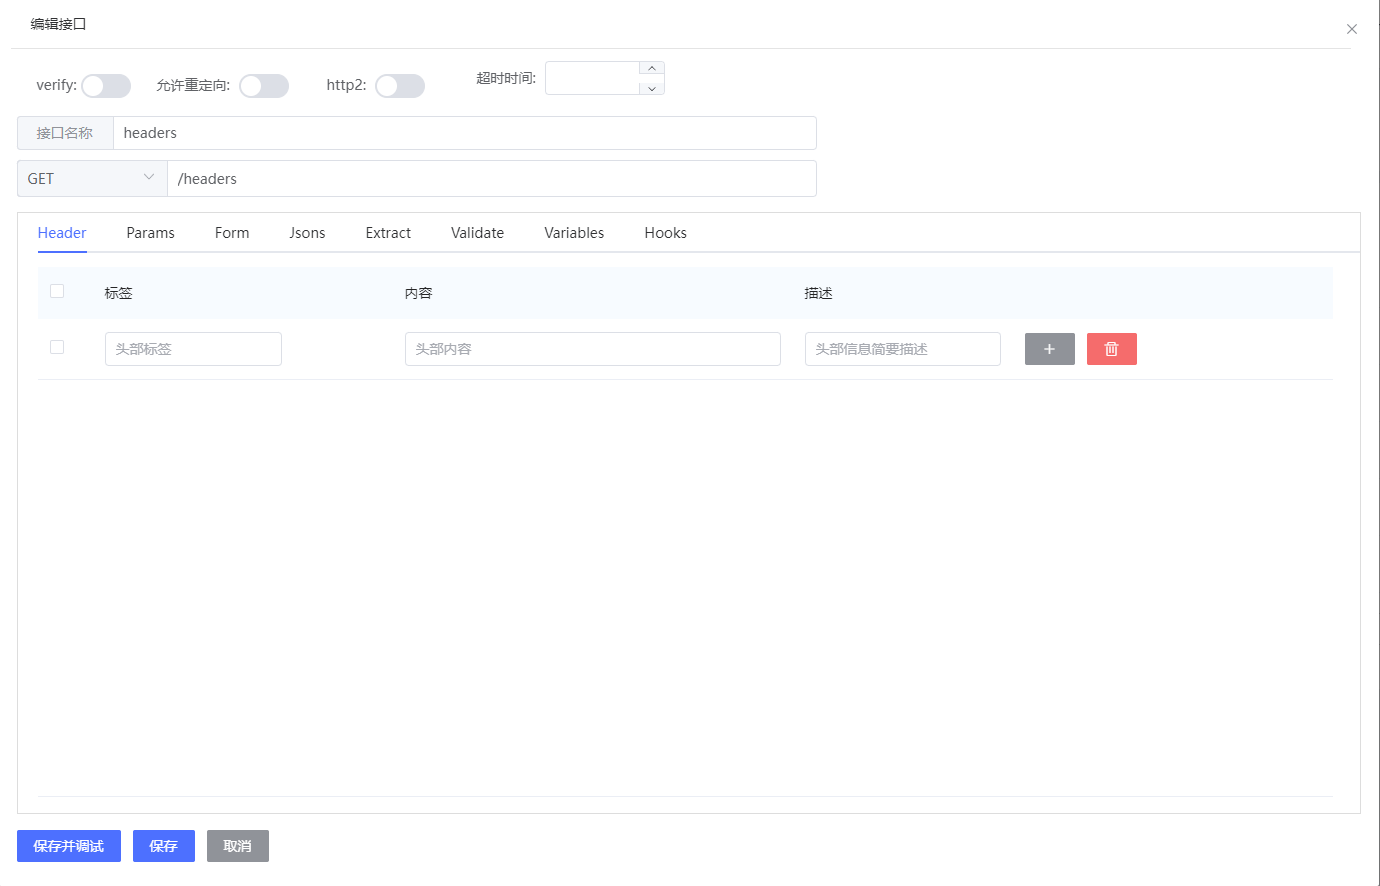 编辑接口
verify: 允许重定向: http2: 超时时间:
接口名称 headers
GET /headers
Header Params Form Jsons Extract Validate Variables Hooks
标签 内容 描述
头部标签 头部内容 头部信息简要描述
保存并调试 保存 取消